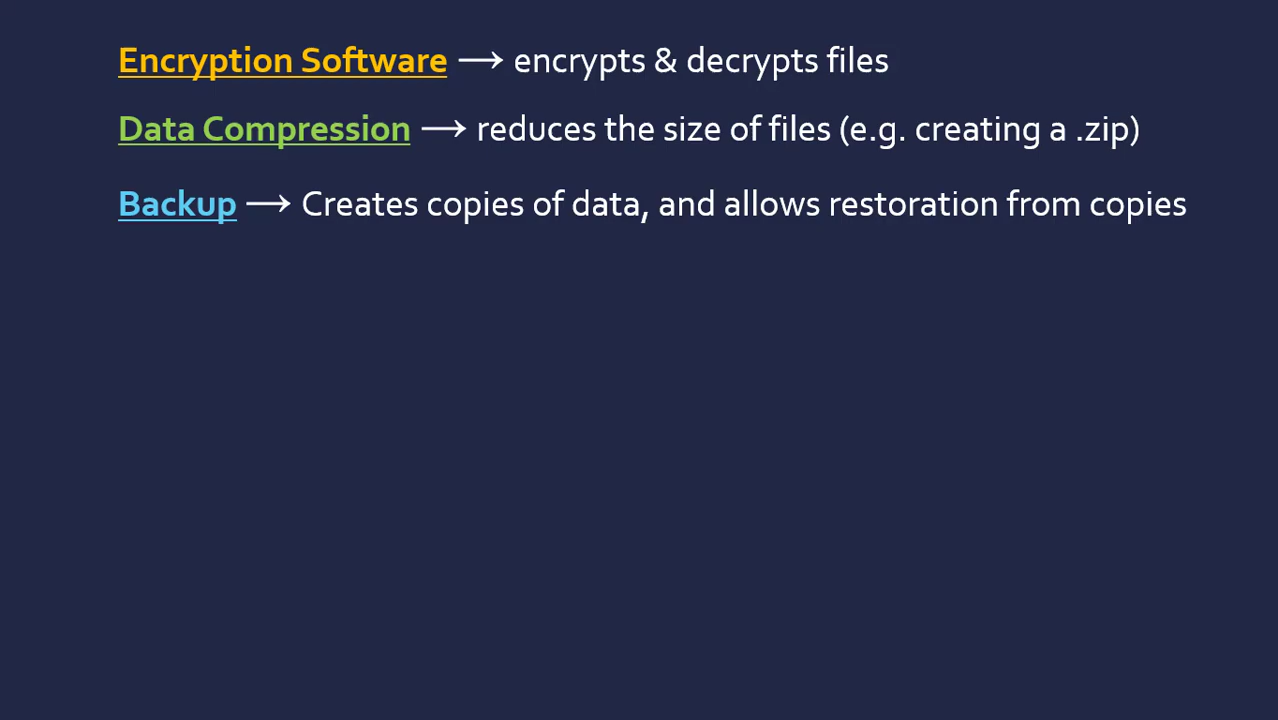 Encryption Software → encrypts & decrypts files
Data Compression → reduces the size of files (e.g. creating a .zip)
Backup → Creates copies of data, and allows restoration from copies